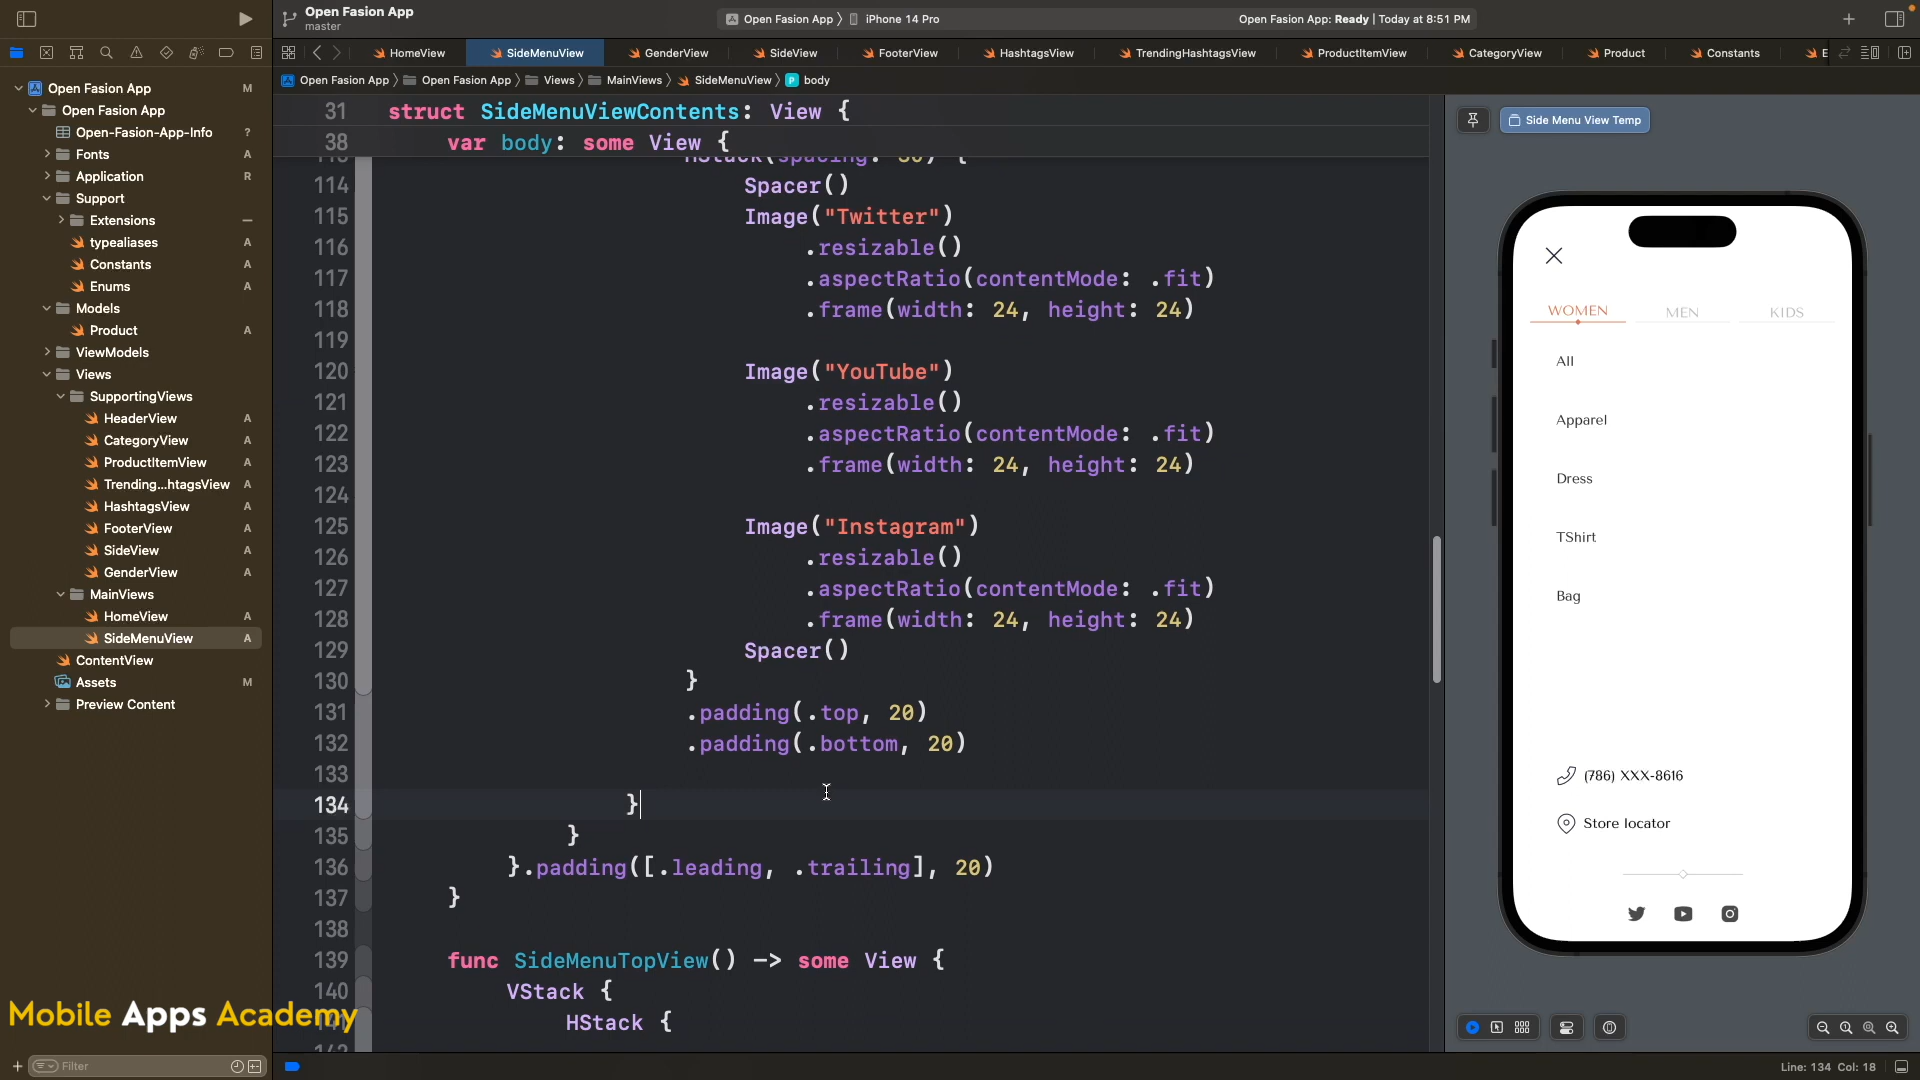 Open Fasion App
master
Open Fasion App
iPhone 14 Pro
Open Fasion App: Ready | Today at 8:51 PM
HomeView
SideMenuView
GenderView
SideView
FooterView
HashtagsView
TrendingHashtagsView
ProductItemView
CategoryView
Product
Constants
E
Open Fasion App
Open Fasion App
Views
MainViews
SideMenuView
P body
Open Fasion App M
Open Fasion App
Open-Fasion-App-Info ?
Fonts A
Application R
Support
Extensions
typealiases A
Constants A
Enums A
Models
Product A
ViewModels
Views
SupportingViews
HeaderView A
CategoryView A
ProductItemView A
Trending...htagsView A
HashtagsView A
FooterView A
SideView A
GenderView A
MainViews
HomeView A
SideMenuView A
ContentView
Assets M
Preview Content
Filter
31 struct SideMenuViewContents: View {
38 var body: some View {
HStack(spacing: 30) {
114 Spacer()
115 Image("Twitter")
116 .resizable()
117 .aspectRatio(contentMode: .fit)
118 .frame(width: 24, height: 24)
119
120 Image("YouTube")
121 .resizable()
122 .aspectRatio(contentMode: .fit)
123 .frame(width: 24, height: 24)
124
125 Image("Instagram")
126 .resizable()
127 .aspectRatio(contentMode: .fit)
128 .frame(width: 24, height: 24)
129 Spacer()
130 }
131 .padding(.top, 20)
132 .padding(.bottom, 20)
133
134 }
135 }
136 }.padding([.leading, .trailing], 20)
137 }
138
139 func SideMenuTopView() -> some View {
140 VStack {
HStack {
Mobile Apps Academy
Side Menu View Temp
WOMEN MEN KIDS
All
Apparel
Dress
TShirt
Bag
(786) XXX-8616
Store locator
Line: 134 Col: 18